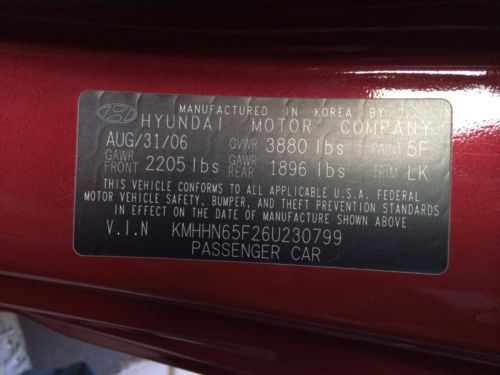 MANUFACTURED IN KOREA BY
HYUNDAI MOTOR COMPANY
AUG/31/06 GVWR 3880 lbs PAINT 5F
GAWR FRONT 2205 lbs GAWR REAR 1896 lbs TRIM LK
THIS VEHICLE CONFORMS TO ALL APPLICABLE U.S.A. FEDERAL
MOTOR VEHICLE SAFETY, BUMPER, AND THEFT PREVENTION STANDARDS
IN EFFECT ON THE DATE OF MANUFACTURE SHOWN ABOVE
V.I.N KMHHN65F26U230799
PASSENGER CAR